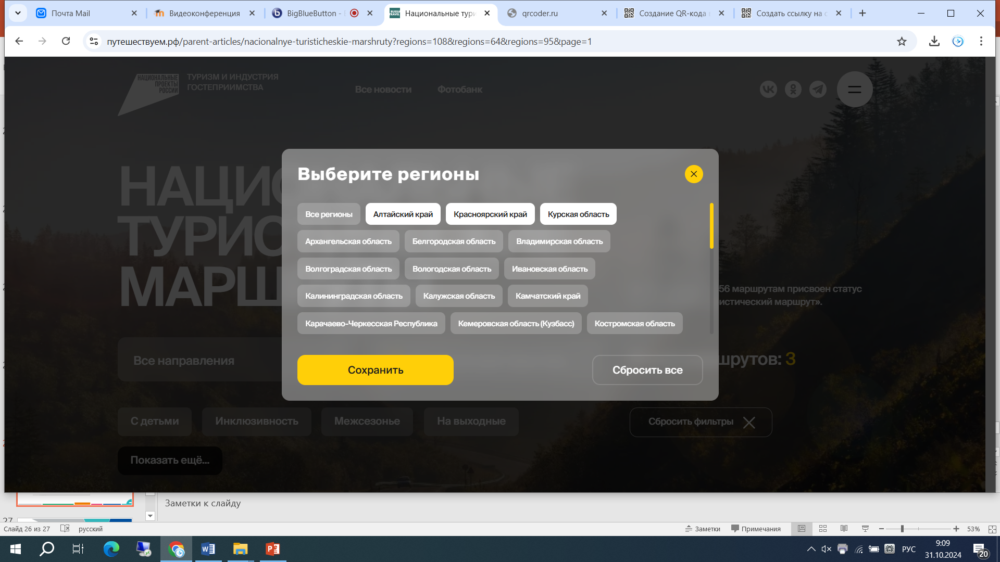 Почта Mail
Видеоконференция
BigBlueButton -
Национальные тури
qrcoder.ru
Создание QR-кода
Создать ссылку на
путешествуем.рф/parent-articles/nacionalnye-turisticheskie-marshruty?regions=108&regions=64&regions=95&page=1
НАЦИОНАЛЬНЫЕ
ПРОЕКТЫ
РОССИИ
ТУРИЗМ И ИНДУСТРИЯ
ГОСТЕПРИИМСТВА
Все новости
Фотобанк
НАЦИО
ТУРИС
МАРШ
Выберите регионы
Все регионы
Алтайский край
Красноярский край
Курская область
Архангельская область
Белгородская область
Владимирская область
Волгоградская область
Вологодская область
Ивановская область
Калининградская область
Калужская область
Камчатский край
Карачаево-Черкесская Республика
Кемеровская область (Кузбасс)
Костромская область
Сохранить
Сбросить все
56 маршрутам присвоен статус
истический маршрут».
Все направления
шрутов: 3
С детьми
Инклюзивность
Межсезонье
На выходные
Сбросить фильтры
Показать ещё...
Заметки к слайду
27
Слайд 26 из 27
русский
Заметки
Примечания
53%
РУС
9:09
31.10.2024
20